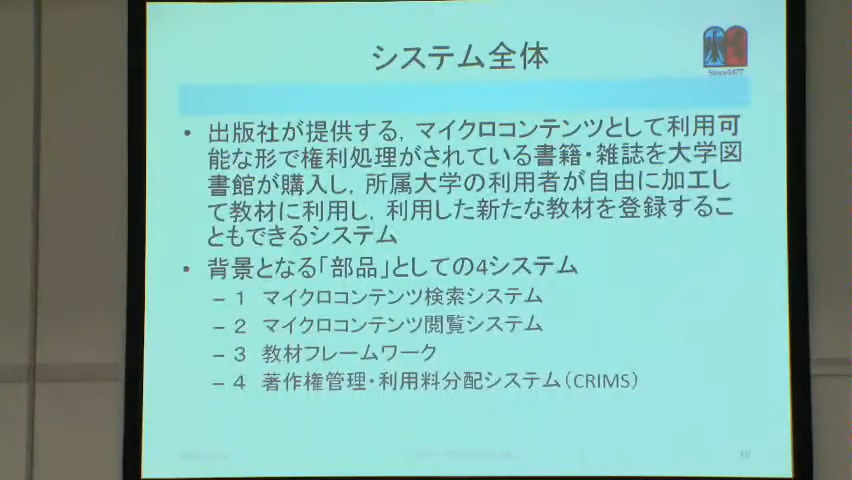 システム全体
Since1877
• 出版社が提供する，マイクロコンテンツとして利用可
能な形で権利処理がされている書籍・雑誌を大学図
書館が購入し，所属大学の利用者が自由に加工し
て教材に利用し，利用した新たな教材を登録するこ
ともできるシステム
• 背景となる「部品」としての4システム
– １ マイクロコンテンツ検索システム
– ２ マイクロコンテンツ閲覧システム
– ３ 教材フレームワーク
– ４ 著作権管理・利用料分配システム（CRIMS）